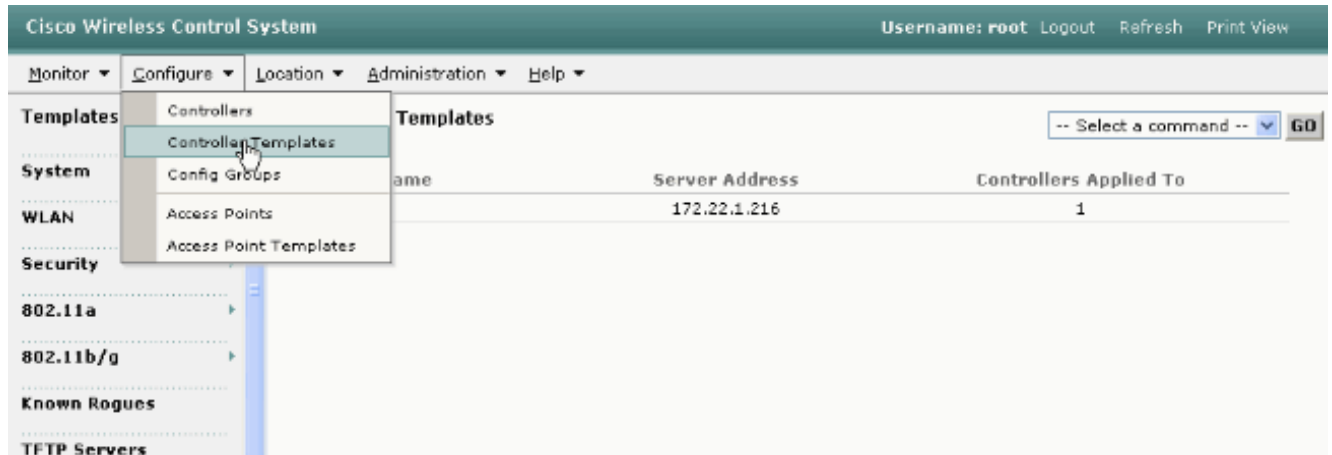 Cisco Wireless Control System Username: root Logout Refresh Print View
Monitor Configure Location Administration Help
Templates
Controllers
Controller Templates
Config Groups
Access Points
Access Point Templates
Templates
-- Select a command -- GO
ame Server Address Controllers Applied To
172.22.1.216 1
System
WLAN
Security
802.11a
802.11b/g
Known Rogues
TFTP Servers